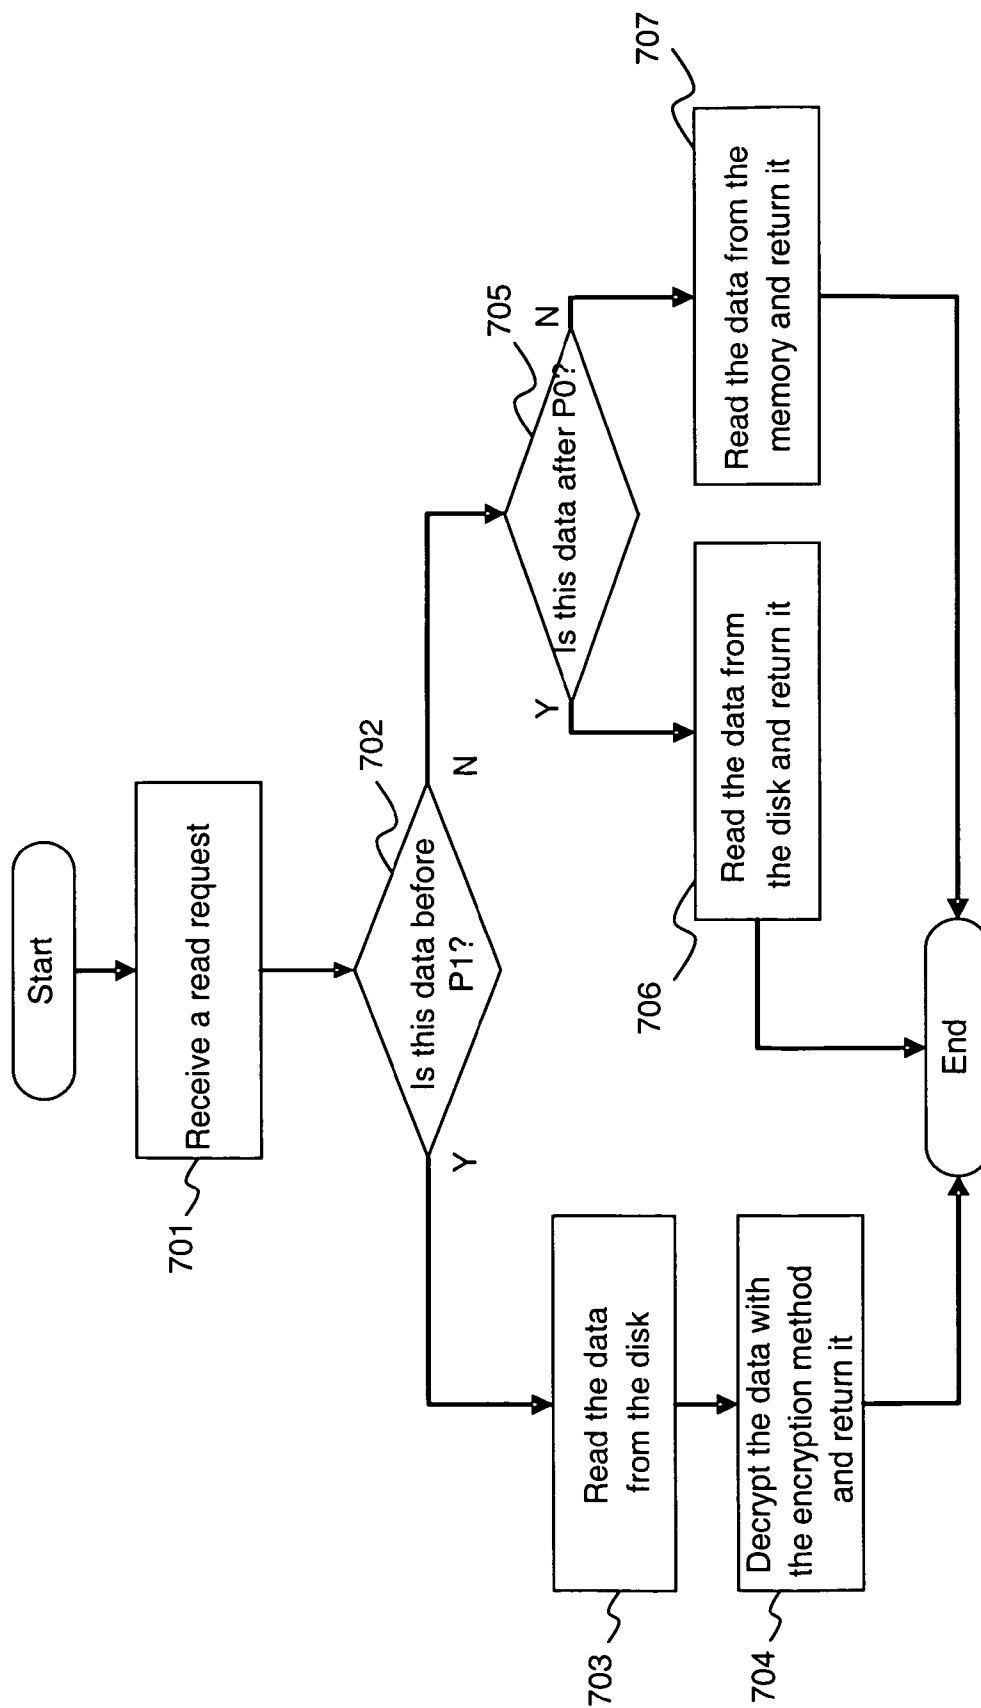 Start
701
Receive a read request
702
Is this data before
P1?
Y
N
703
Read the data
from the disk
704
Decrypt the data with
the encryption method
and return it
705
Is this data after P0?
Y
N
706
Read the data from
the disk and return it
707
Read the data from the
memory and return it
End